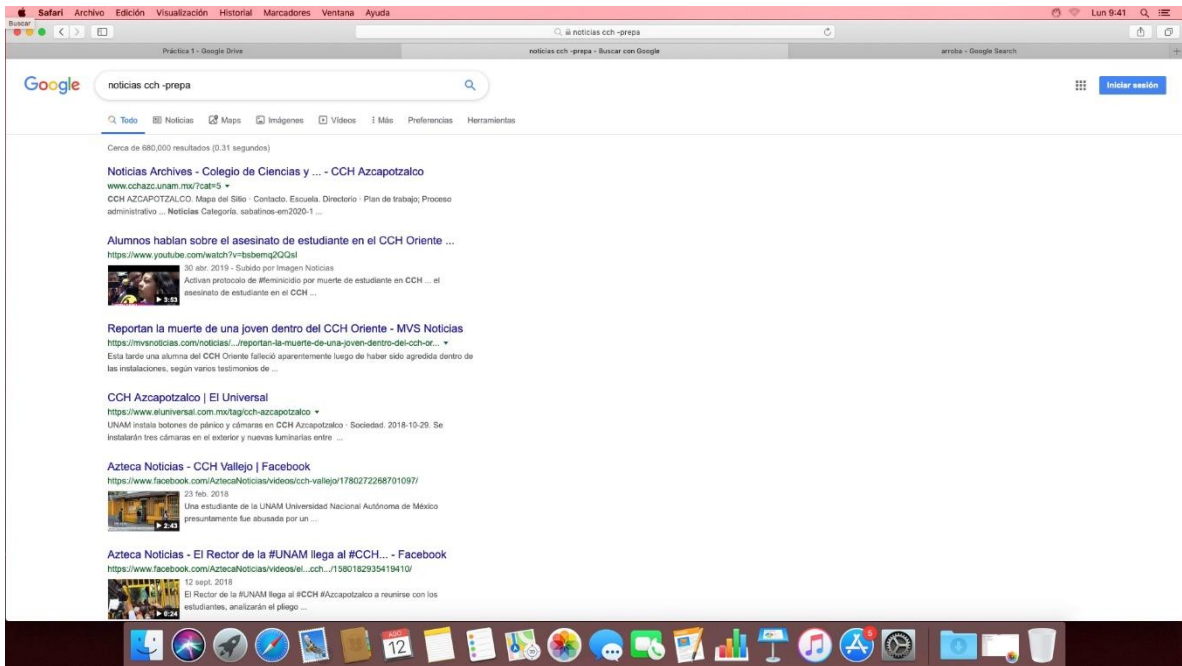 Safari Archivo Edición Visualización Historial Marcadores Ventana Ayuda Lun 9:41
Buscar
noticias cch -prepa
Práctica 1 - Google Drive noticias cch -prepa - Buscar con Google arroba - Google Search
Google noticias cch -prepa Iniciar sesión
Todo Noticias Maps Imágenes Vídeos Más Preferencias Herramientas
Cerca de 680,000 resultados (0.31 segundos)
Noticias Archives - Colegio de Ciencias y ... - CCH Azcapotzalco
www.cchazc.unam.mx/?cat=5
CCH AZCAPOTZALCO. Mapa del Sitio · Contacto. Escuela. Directorio · Plan de trabajo; Proceso
administrativo ... Noticias Categoría. sabatinos-em2020-1 ...
Alumnos hablan sobre el asesinato de estudiante en el CCH Oriente ...
https://www.youtube.com/watch?v=bsbemq2QQsI
30 abr. 2019 - Subido por Imagen Noticias
Activan protocolo de #feminicidio por muerte de estudiante en CCH ... el
asesinato de estudiante en el CCH ...
3:53
Reportan la muerte de una joven dentro del CCH Oriente - MVS Noticias
https://mvsnoticias.com/noticias/.../reportan-la-muerte-de-una-joven-dentro-del-cch-or...
Esta tarde una alumna del CCH Oriente falleció aparentemente luego de haber sido agredida dentro de
las instalaciones, según varios testimonios de ...
CCH Azcapotzalco | El Universal
https://www.eluniversal.com.mx/tag/cch-azcapotzalco
UNAM instala botones de pánico y cámaras en CCH Azcapotzalco · Sociedad. 2018-10-29. Se
instalarán tres cámaras en el exterior y nuevas luminarias entre ...
Azteca Noticias - CCH Vallejo | Facebook
https://www.facebook.com/AztecaNoticias/videos/cch-vallejo/1780272268701097/
23 feb. 2018
Una estudiante de la UNAM Universidad Nacional Autónoma de México
presuntamente fue abusada por un ...
2:43
Azteca Noticias - El Rector de la #UNAM llega al #CCH... - Facebook
https://www.facebook.com/AztecaNoticias/videos/el...cch.../1580182935419410/
12 sept. 2018
El Rector de la #UNAM llega al #CCH #Azcapotzalco a reunirse con los
estudiantes, analizarán el pliego ...
0:24
AGO
12
5